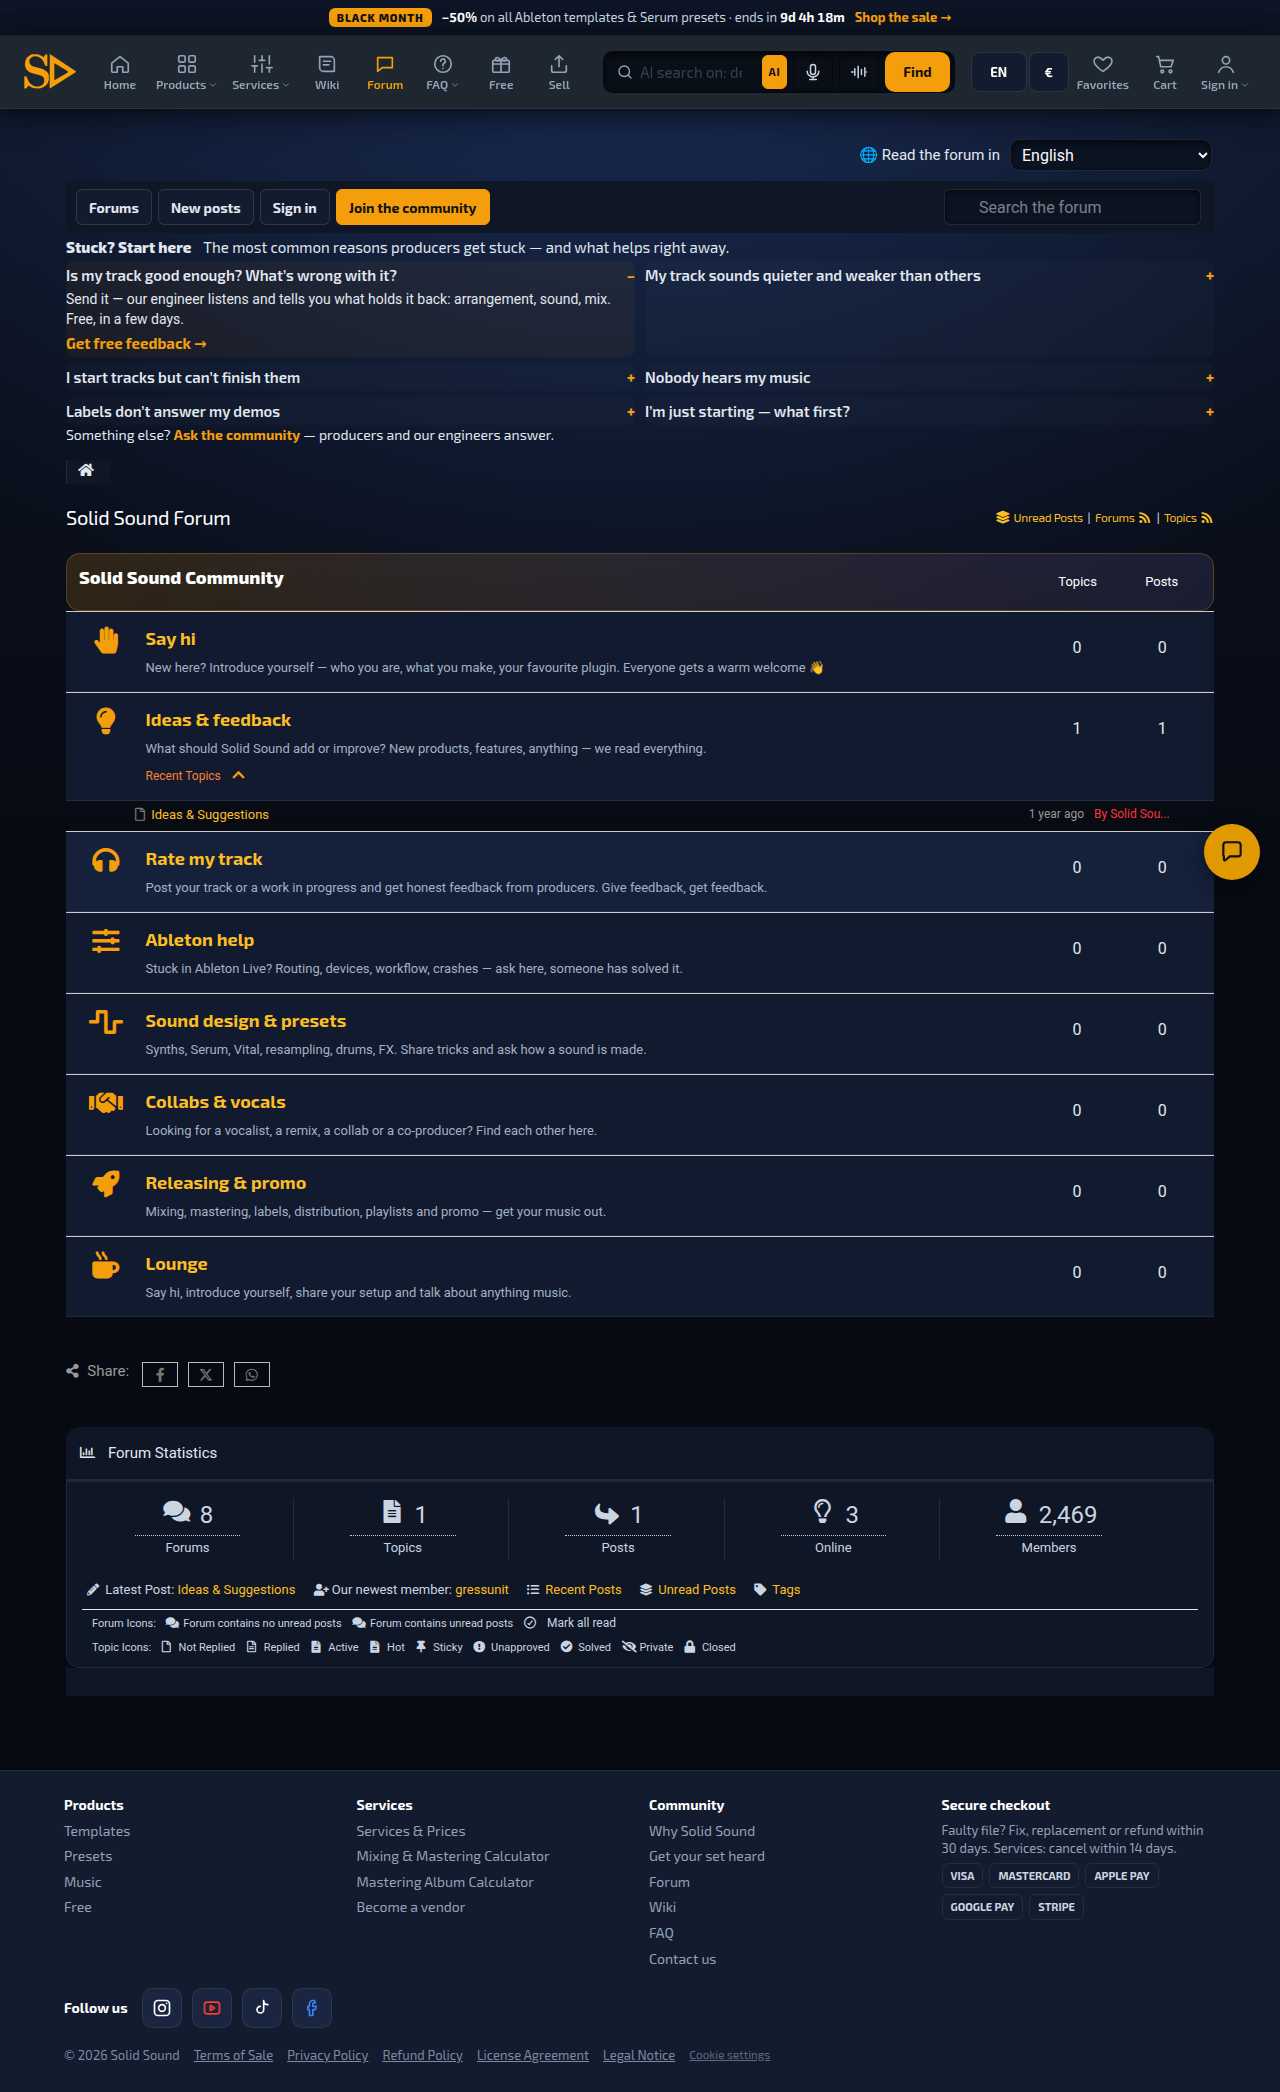 BLACK MONTH −50% on all Ableton templates & Serum presets · ends in 9d 4h 18m Shop the sale →
Home Products Services Wiki Forum FAQ Free Sell AI search on: AI Find EN € Favorites Cart Sign in
Read the forum in English
Forums New posts Sign in Join the community Search the forum
Stuck? Start here The most common reasons producers get stuck — and what helps right away.
Is my track good enough? What's wrong with it? − My track sounds quieter and weaker than others +
Send it — our engineer listens and tells you what holds it back: arrangement, sound, mix.
Free, in a few days.
Get free feedback →
I start tracks but can't finish them + Nobody hears my music +
Labels don't answer my demos + I'm just starting — what first? +
Something else? Ask the community — producers and our engineers answer.
Solid Sound Forum Unread Posts | Forums | Topics
Solid Sound Community Topics Posts
Say hi 0 0
New here? Introduce yourself — who you are, what you make, your favourite plugin. Everyone gets a warm welcome 👋
Ideas & feedback 1 1
What should Solid Sound add or improve? New products, features, anything — we read everything.
Recent Topics
Ideas & Suggestions 1 year ago By Solid Sou...
Rate my track 0 0
Post your track or a work in progress and get honest feedback from producers. Give feedback, get feedback.
Ableton help 0 0
Stuck in Ableton Live? Routing, devices, workflow, crashes — ask here, someone has solved it.
Sound design & presets 0 0
Synths, Serum, Vital, resampling, drums, FX. Share tricks and ask how a sound is made.
Collabs & vocals 0 0
Looking for a vocalist, a remix, a collab or a co-producer? Find each other here.
Releasing & promo 0 0
Mixing, mastering, labels, distribution, playlists and promo — get your music out.
Lounge 0 0
Say hi, introduce yourself, share your setup and talk about anything music.
Share:
Forum Statistics
8 1 1 3 2,469
Forums Topics Posts Online Members
Latest Post: Ideas & Suggestions Our newest member: gressunit Recent Posts Unread Posts Tags
Forum Icons: Forum contains no unread posts Forum contains unread posts Mark all read
Topic Icons: Not Replied Replied Active Hot Sticky Unapproved Solved Private Closed
Products Services Community Secure checkout
Templates Services & Prices Why Solid Sound Faulty file? Fix, replacement or refund within
Presets Mixing & Mastering Calculator Get your set heard 30 days. Services: cancel within 14 days.
Music Mastering Album Calculator Forum VISA MASTERCARD APPLE PAY
Free Become a vendor Wiki GOOGLE PAY STRIPE
FAQ
Contact us
Follow us
© 2026 Solid Sound Terms of Sale Privacy Policy Refund Policy License Agreement Legal Notice Cookie settings